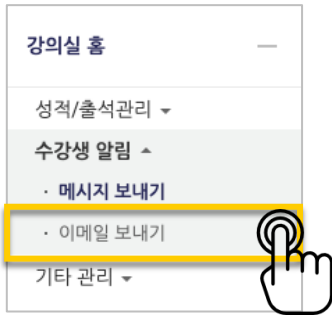 강의실 홈
성적/출석관리
수강생 알림
· 메시지 보내기
· 이메일 보내기
기타 관리